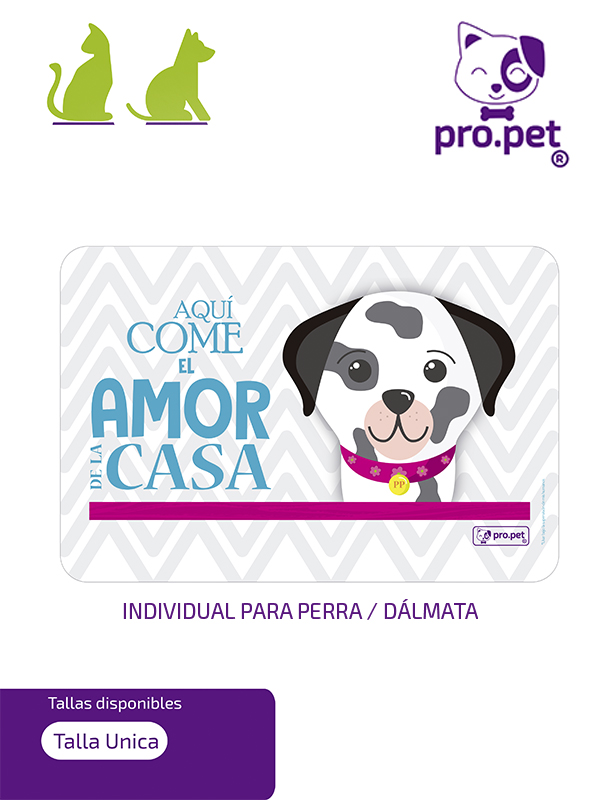 pro.pet
®
AQUÍ
COME
EL
AMOR
DE LA
CASA
PP
pro.pet®
INDIVIDUAL PARA PERRA / DÁLMATA
Tallas disponibles
Talla Unica